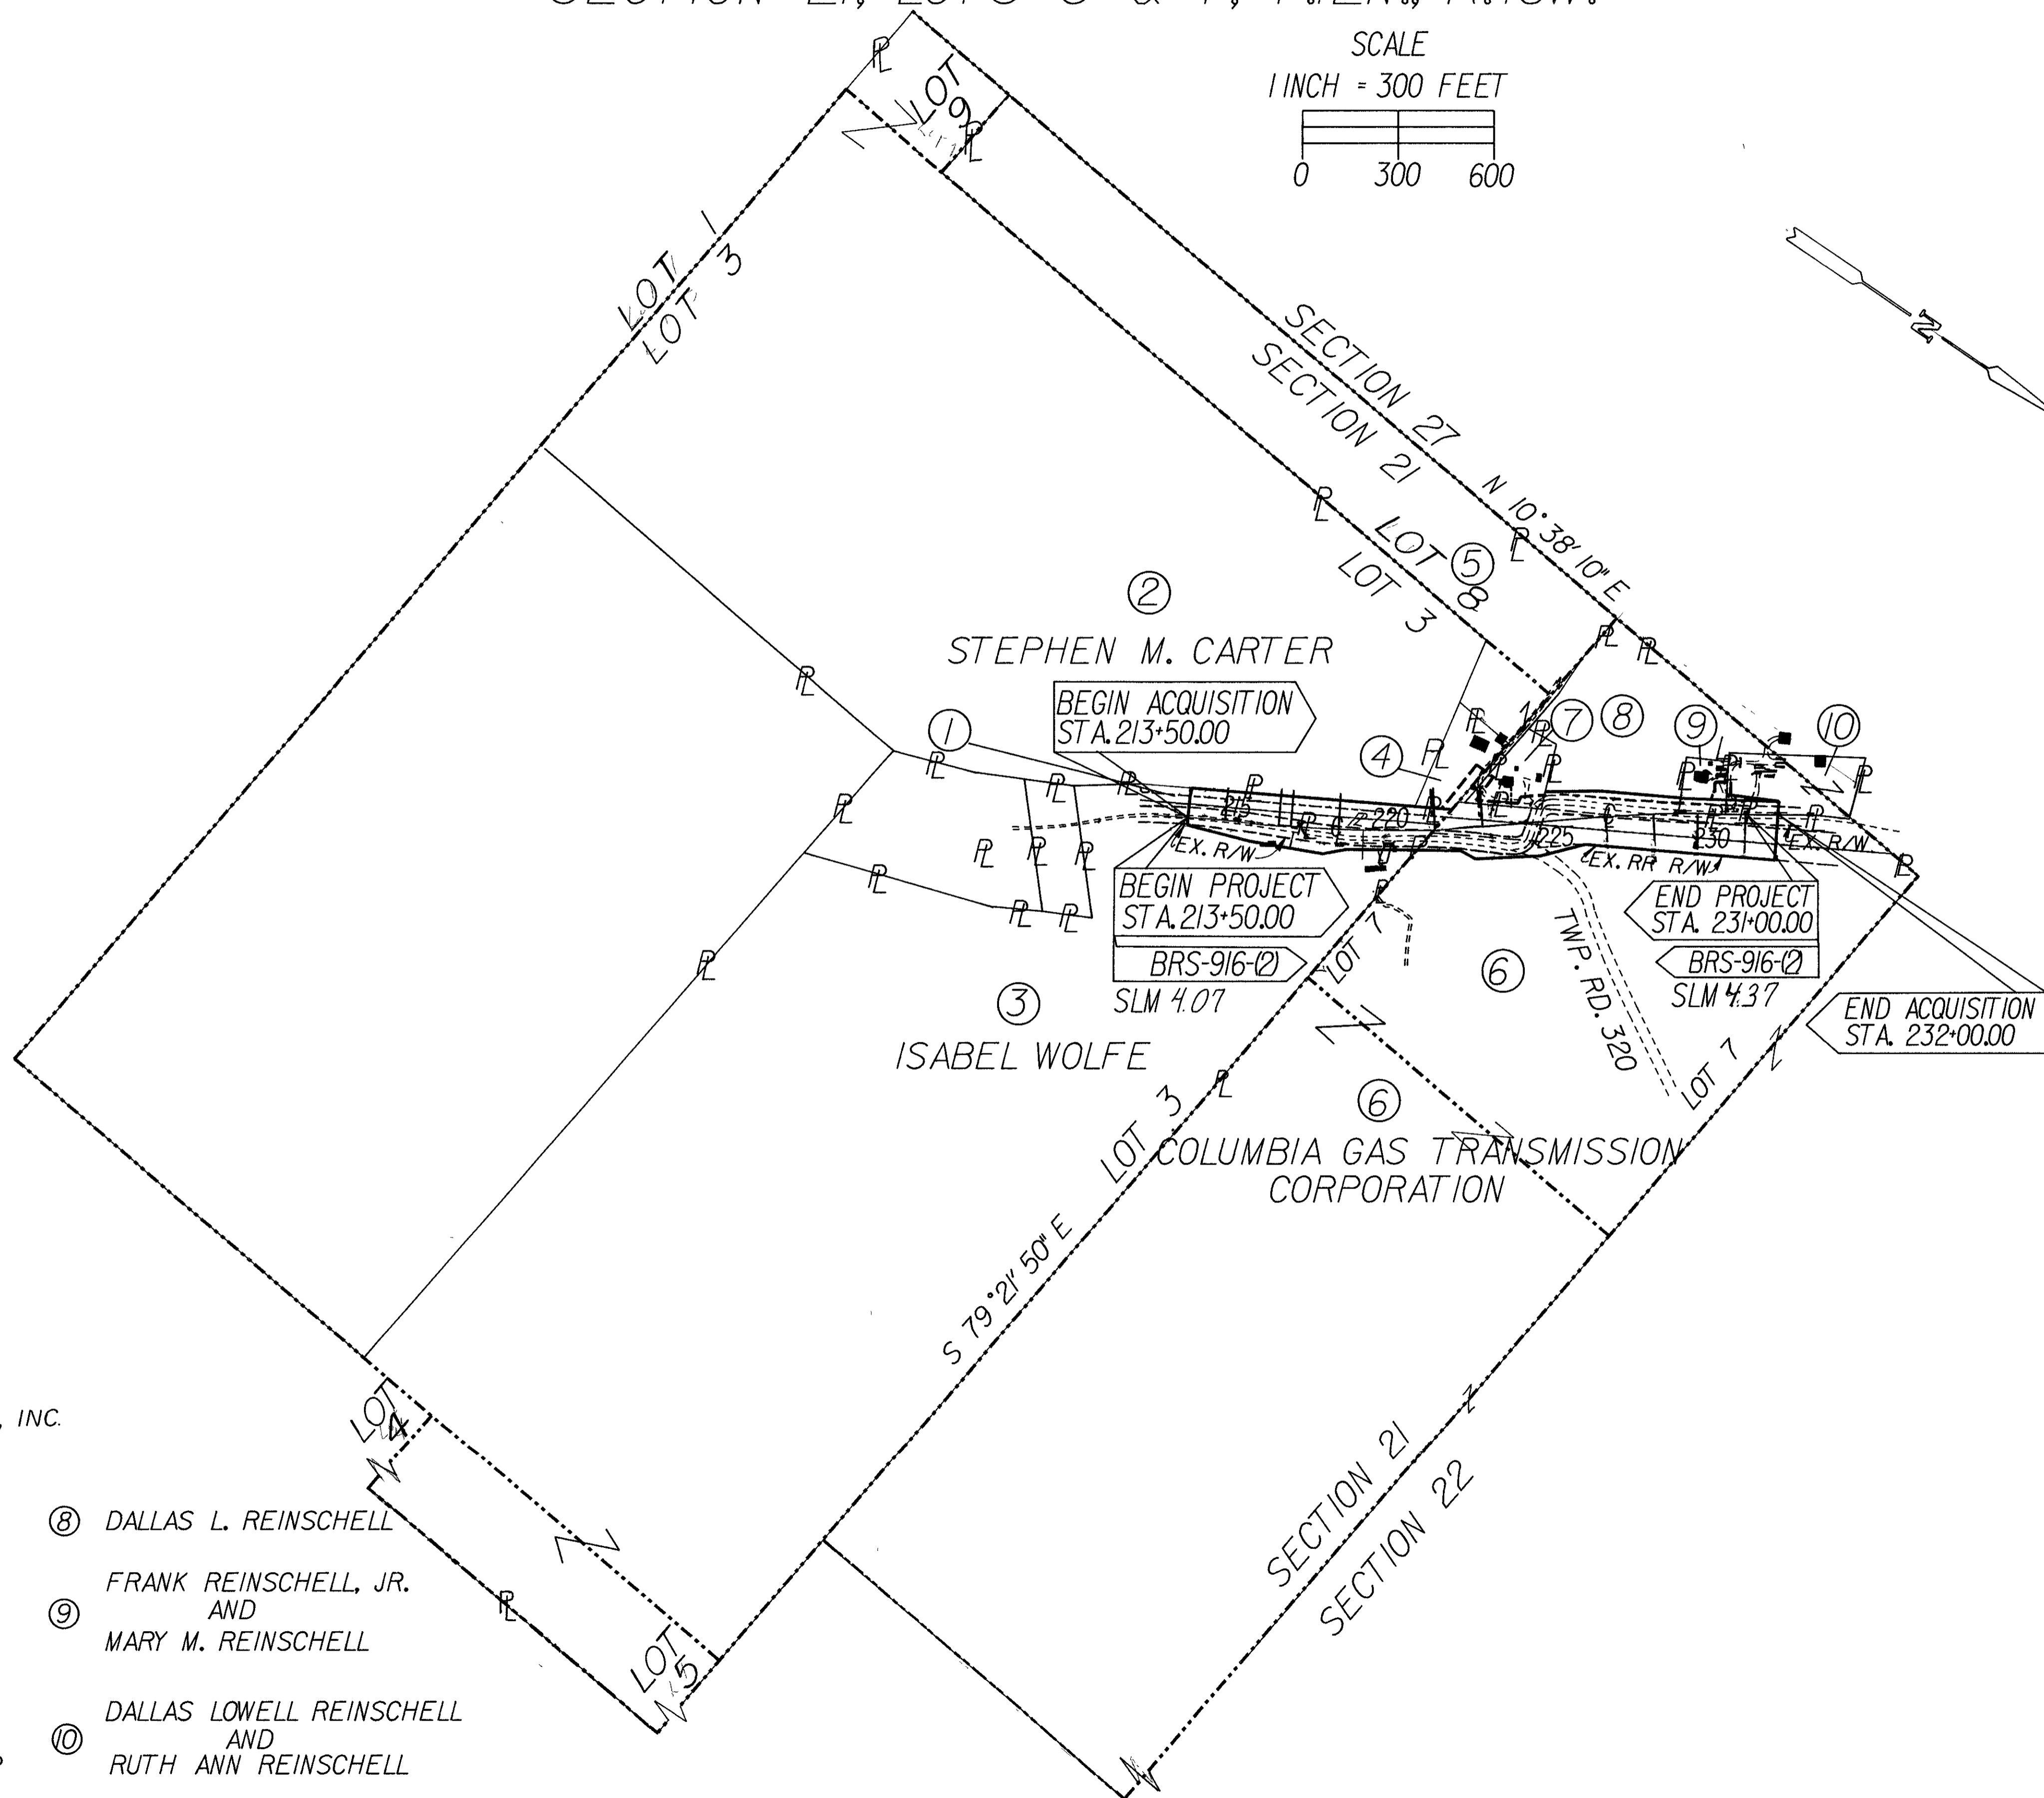 SCALE
1 INCH = 300 FEET
0 300 600
LOT 9
LOT 1
LOT 3
N
SECTION 27
SECTION 21
N 10°38'10" E
LOT 8
LOT 3
5
2
STEPHEN M. CARTER
BEGIN ACQUISITION
STA. 213+50.00
1
4
7
8
9
10
215
220
225
230
EX. R/W
EX. RR R/W
EX. R/W
BEGIN PROJECT
STA. 213+50.00
BRS-916-(2)
SLM 4.07
END PROJECT
STA. 231+00.00
BRS-916-(2)
SLM 4.37
END ACQUISITION
STA. 232+00.00
LOT 7
6
TWP. RD. 320
LOT 7
3
ISABEL WOLFE
LOT 3
6
COLUMBIA GAS TRANSMISSION
CORPORATION
S 79°21'50" E
LOT 4
LOT 5
SECTION 21
SECTION 22
INC.
8 DALLAS L. REINSCHELL
FRANK REINSCHELL, JR.
9 AND
MARY M. REINSCHELL
DALLAS LOWELL REINSCHELL
10 AND
RUTH ANN REINSCHELL